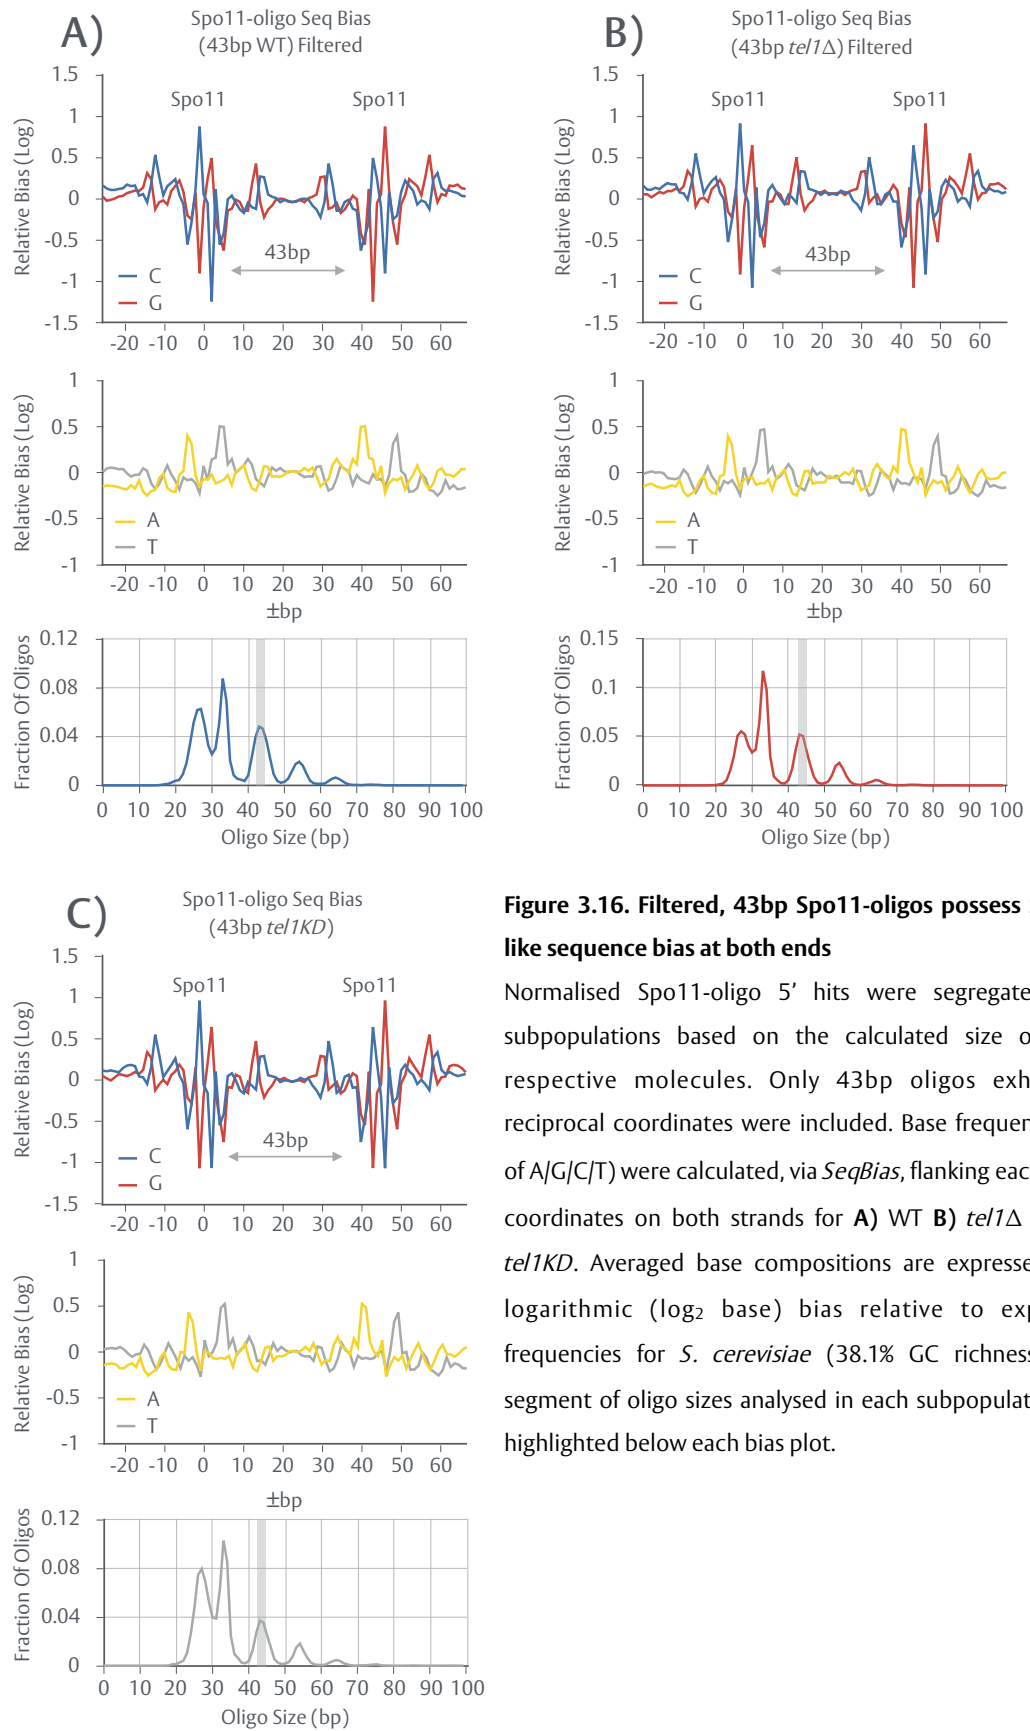 A)
Spo11-oligo Seq Bias
(43bp WT) Filtered
Relative Bias (Log)
1.5
1
0.5
0
-0.5
-1
-1.5
Spo11
Spo11
43bp
C
G
-20 -10 0 10 20 30 40 50 60
Relative Bias (Log)
1
0.5
0
-0.5
-1
A
T
-20 -10 0 10 20 30 40 50 60
±bp
Fraction Of Oligos
0.12
0.08
0.04
0
0 10 20 30 40 50 60 70 80 90 100
Oligo Size (bp)
B)
Spo11-oligo Seq Bias
(43bp tel1Δ) Filtered
Relative Bias (Log)
1.5
1
0.5
0
-0.5
-1
-1.5
Spo11
Spo11
43bp
C
G
-20 -10 0 10 20 30 40 50 60
Relative Bias (Log)
1
0.5
0
-0.5
-1
A
T
-20 -10 0 10 20 30 40 50 60
±bp
Fraction Of Oligos
0.15
0.1
0.05
0
0 10 20 30 40 50 60 70 80 90 100
Oligo Size (bp)
C)
Spo11-oligo Seq Bias
(43bp tel1KD)
Relative Bias (Log)
1.5
1
0.5
0
-0.5
-1
-1.5
Spo11
Spo11
43bp
C
G
-20 -10 0 10 20 30 40 50 60
Relative Bias (Log)
1
0.5
0
-0.5
-1
A
T
-20 -10 0 10 20 30 40 50 60
±bp
Fraction Of Oligos
0.12
0.08
0.04
0
0 10 20 30 40 50 60 70 80 90 100
Oligo Size (bp)
Figure 3.16. Filtered, 43bp Spo11-oligos possess
like sequence bias at both ends
Normalised Spo11-oligo 5’ hits were segregate
subpopulations based on the calculated size o
respective molecules. Only 43bp oligos exh
reciprocal coordinates were included. Base frequen
of A/G/C/T) were calculated, via SeqBias, flanking each
coordinates on both strands for A) WT B) tel1Δ
tel1KD. Averaged base compositions are expresse
logarithmic (log2 base) bias relative to exp
frequencies for S. cerevisiae (38.1% GC richness
segment of oligo sizes analysed in each subpopulat
highlighted below each bias plot.